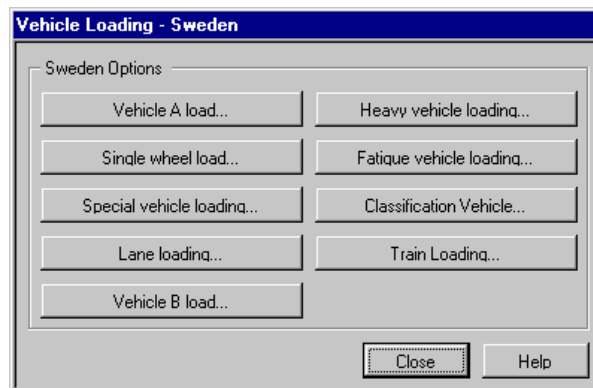 Vehicle Loading - Sweden
Sweden Options
Vehicle A load...
Heavy vehicle loading...
Single wheel load...
Fatigue vehicle loading...
Special vehicle loading...
Classification Vehicle...
Lane loading...
Train Loading...
Vehicle B load...
Close
Help